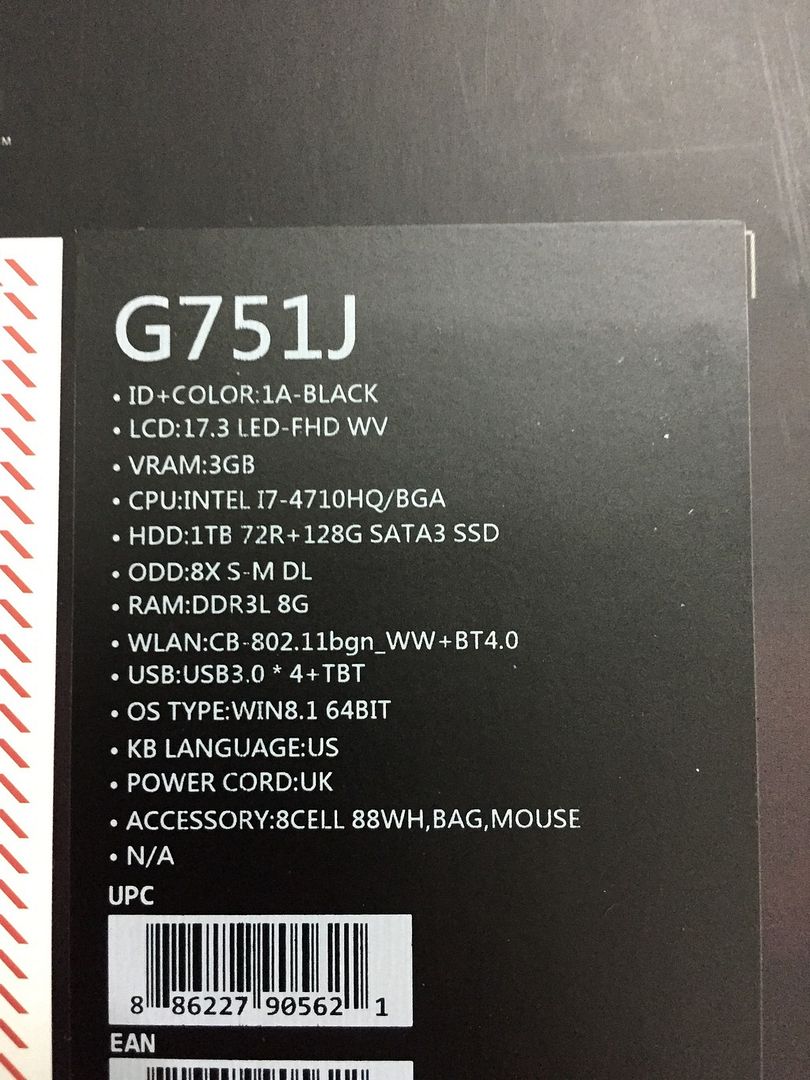 ™
G751J
• ID+COLOR:1A-BLACK
• LCD:17.3 LED-FHD WV
• VRAM:3GB
• CPU:INTEL I7-4710HQ/BGA
• HDD:1TB 72R+128G SATA3 SSD
• ODD:8X S-M DL
• RAM:DDR3L 8G
• WLAN:CB-802.11bgn_WW+BT4.0
• USB:USB3.0 * 4+TBT
• OS TYPE:WIN8.1 64BIT
• KB LANGUAGE:US
• POWER CORD:UK
• ACCESSORY:8CELL 88WH,BAG,MOUSE
• N/A
UPC
8 86227 90562 1
EAN